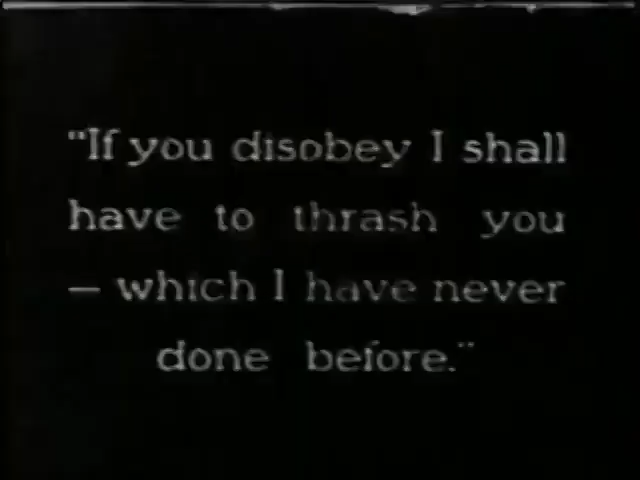 "If you disobey I shall
have to thrash you
— which I have never
done before."